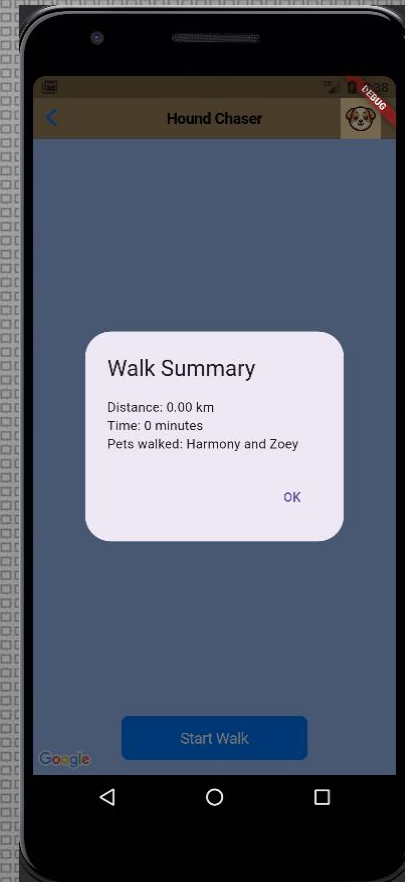 DEBUG
Hound Chaser
Walk Summary
Distance: 0.00 km
Time: 0 minutes
Pets walked: Harmony and Zoey
OK
Start Walk
Google